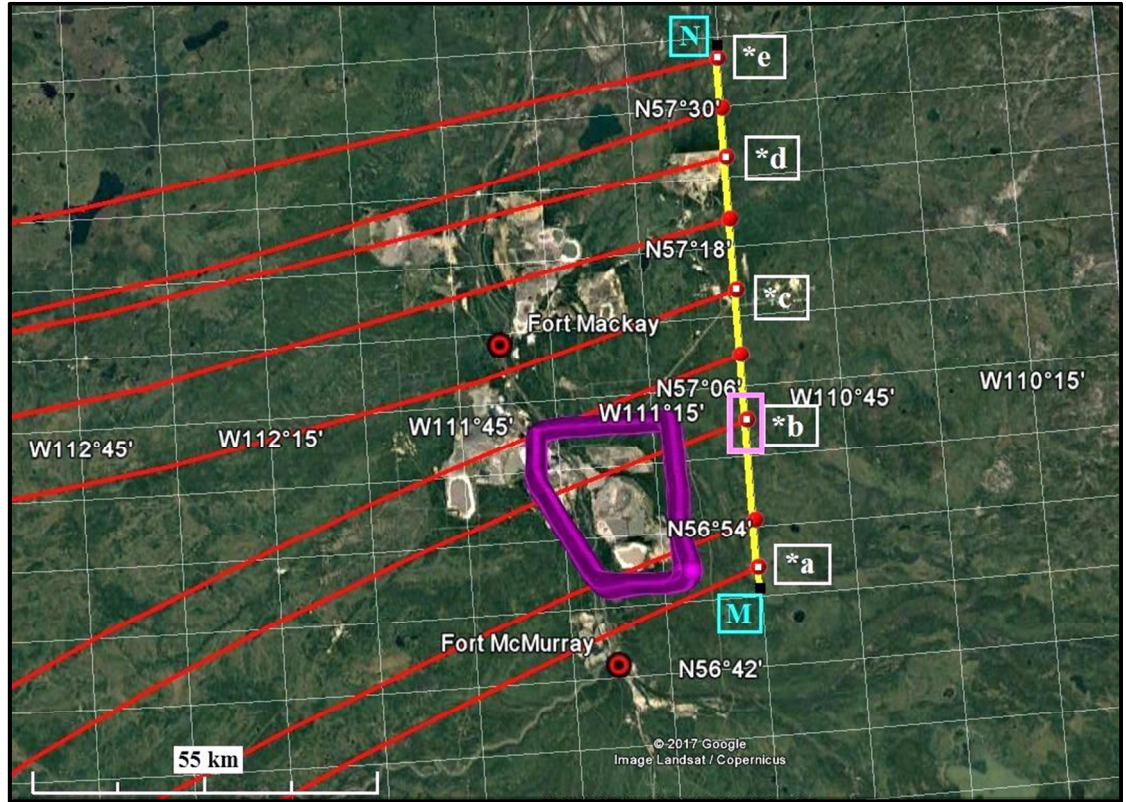 N
*e
N57°30'
*d
N57°18'
*c
Fort Mackay
N57°06'
W110°15'
W110°45'
W111°15'
W111°45'
*b
W112°15'
W112°45'
N56°54'
*a
M
Fort McMurray
N56°42'
© 2017 Google
55 km
Image Landsat / Copernicus